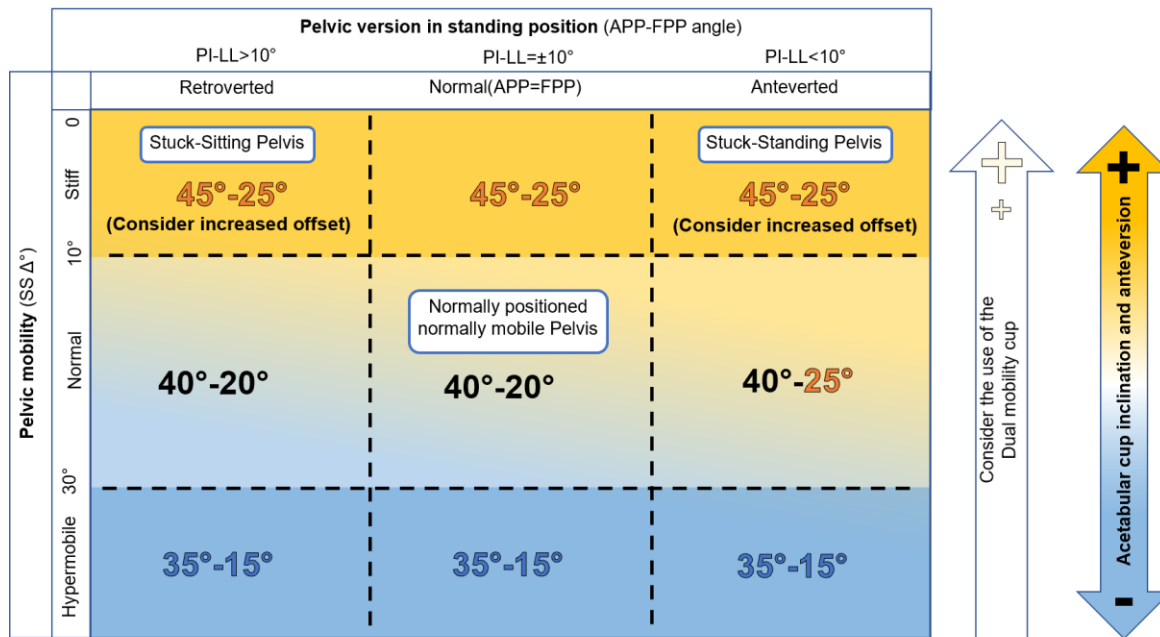 Pelvic version in standing position (APP-FPP angle)
PI-LL>10°
PI-LL=±10°
PI-LL<10°
Retroverted
Normal(APP=FPP)
Anteverted
Pelvic mobility (SS Δ°)
0
Stiff
10°
Normal
30°
Hypermobile
Stuck-Sitting Pelvis
45°-25°
(Consider increased offset)
45°-25°
Stuck-Standing Pelvis
45°-25°
(Consider increased offset)
40°-20°
Normally positioned
normally mobile Pelvis
40°-20°
40°-25°
35°-15°
35°-15°
35°-15°
Consider the use of the
Dual mobility cup
+
Acetabular cup inclination and anteversion
-